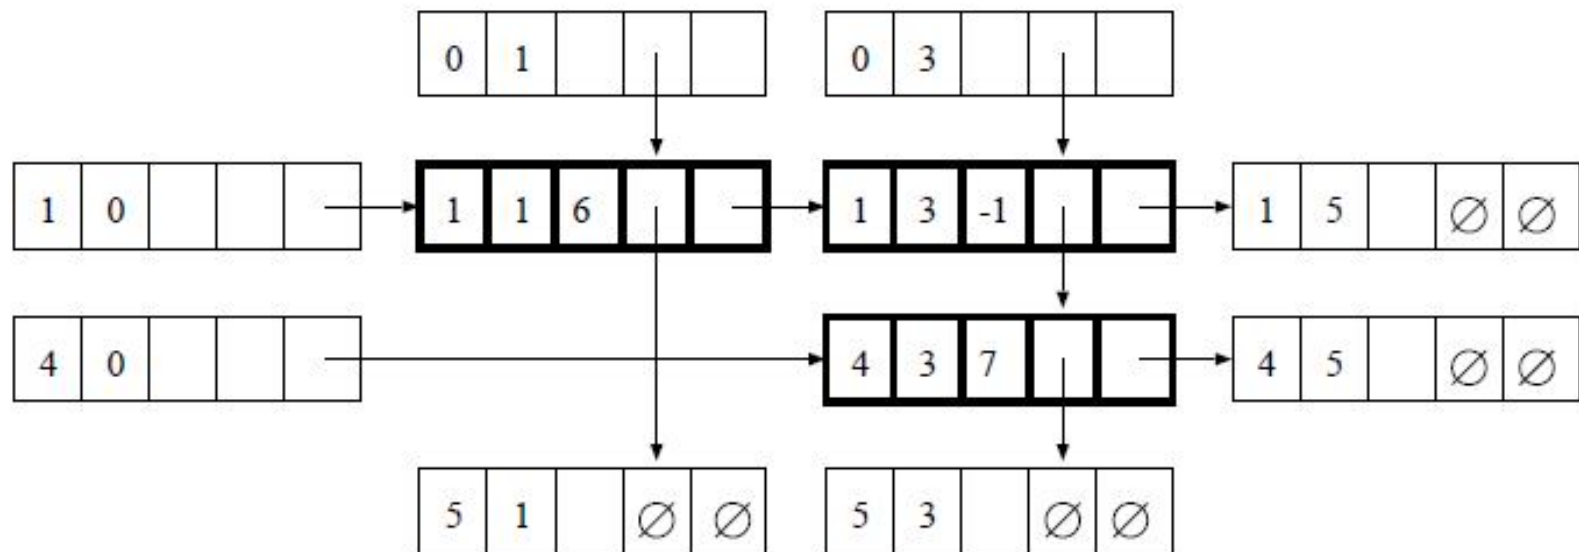 0 1 0 3
1 0 1 1 6 1 3 -1 1 5 ∅ ∅
4 0 4 3 7 4 5 ∅ ∅
5 1 ∅ ∅ 5 3 ∅ ∅